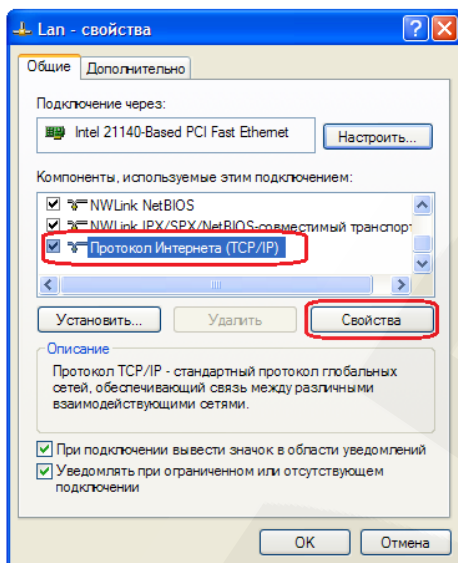 Lan - свойства
Общие
Дополнительно
Подключение через:
Intel 21140-Based PCI Fast Ethernet
Настроить...
Компоненты, используемые этим подключением:
NWLink NetBIOS
NWLink IPX/SPX/NetBIOS-совместимый транспорт
Протокол Интернета (TCP/IP)
Установить...
Удалить
Свойства
Описание
Протокол TCP/IP - стандартный протокол глобальных
сетей, обеспечивающий связь между различными
взаимодействующими сетями.
При подключении вывести значок в области уведомлений
Уведомлять при ограниченном или отсутствующем
подключении
OK
Отмена